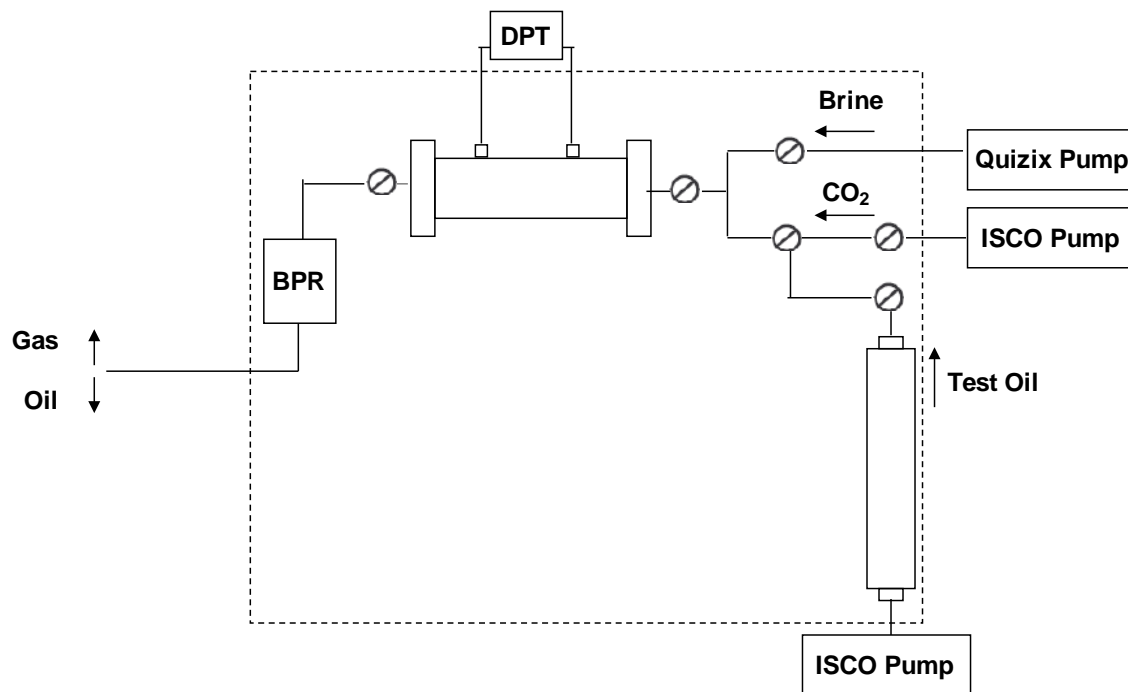 DPT
Brine
Quizix Pump
CO₂
ISCO Pump
BPR
Gas
Oil
Test Oil
ISCO Pump